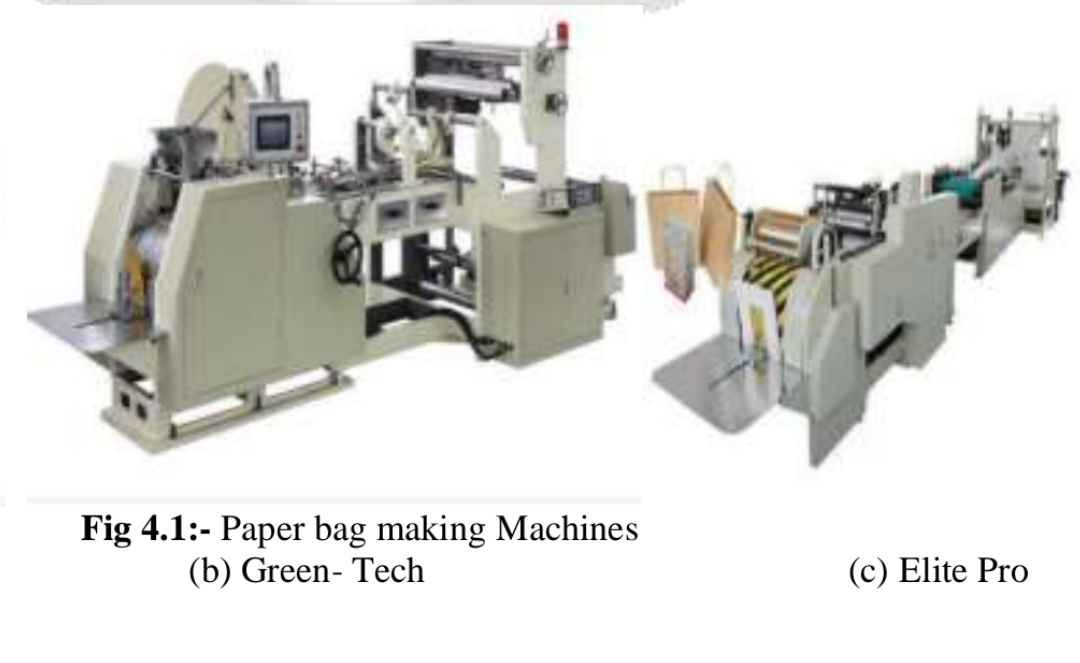 Fig 4.1:- Paper bag making Machines
(b) Green- Tech (c) Elite Pro